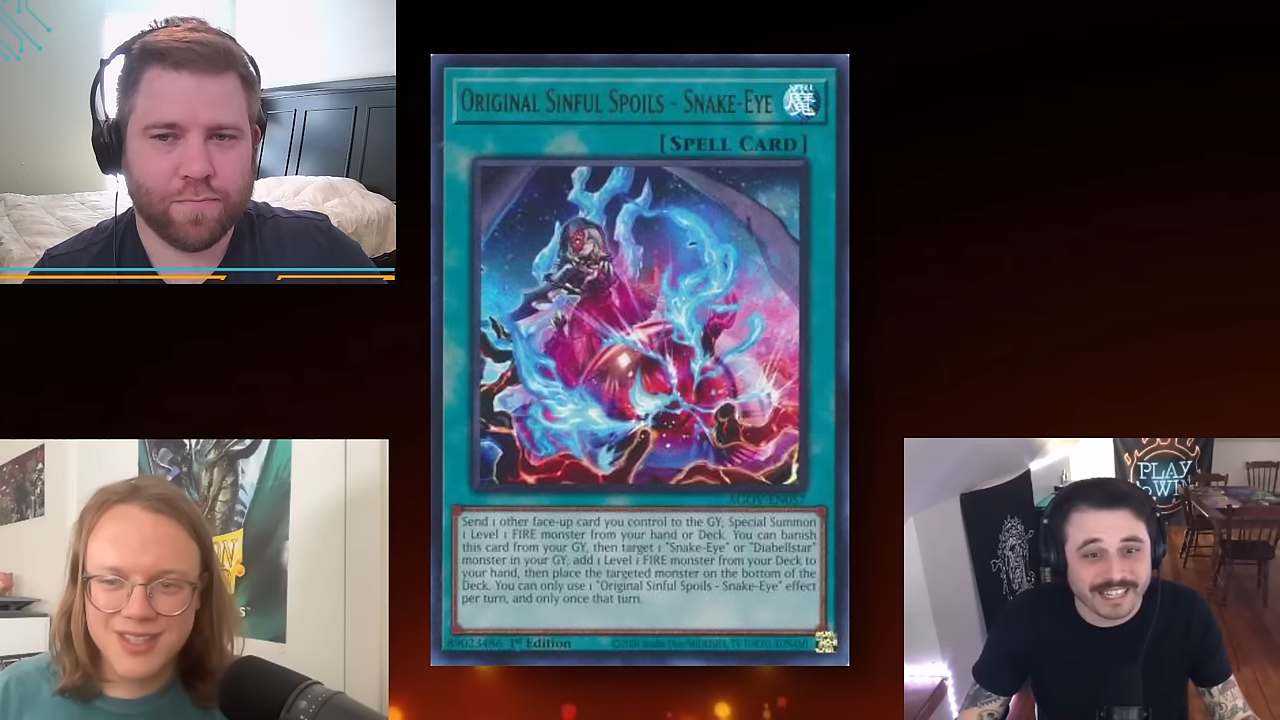 ORIGINAL SINFUL SPOILS - SNAKE-EYE
魔
[SPELL CARD]
AGOV-EN057
Send 1 other face-up card you control to the GY; Special Summon
1 Level 1 FIRE monster from your hand or Deck. You can banish
this card from your GY, then target 1 "Snake-Eye" or "Diabellstar"
monster in your GY; add 1 Level 1 FIRE monster from your Deck to
your hand, then place the targeted monster on the bottom of the
Deck. You can only use 1 "Original Sinful Spoils - Snake-Eye" effect
per turn, and only once that turn.
89023486 1st Edition
PLAY
TO WIN